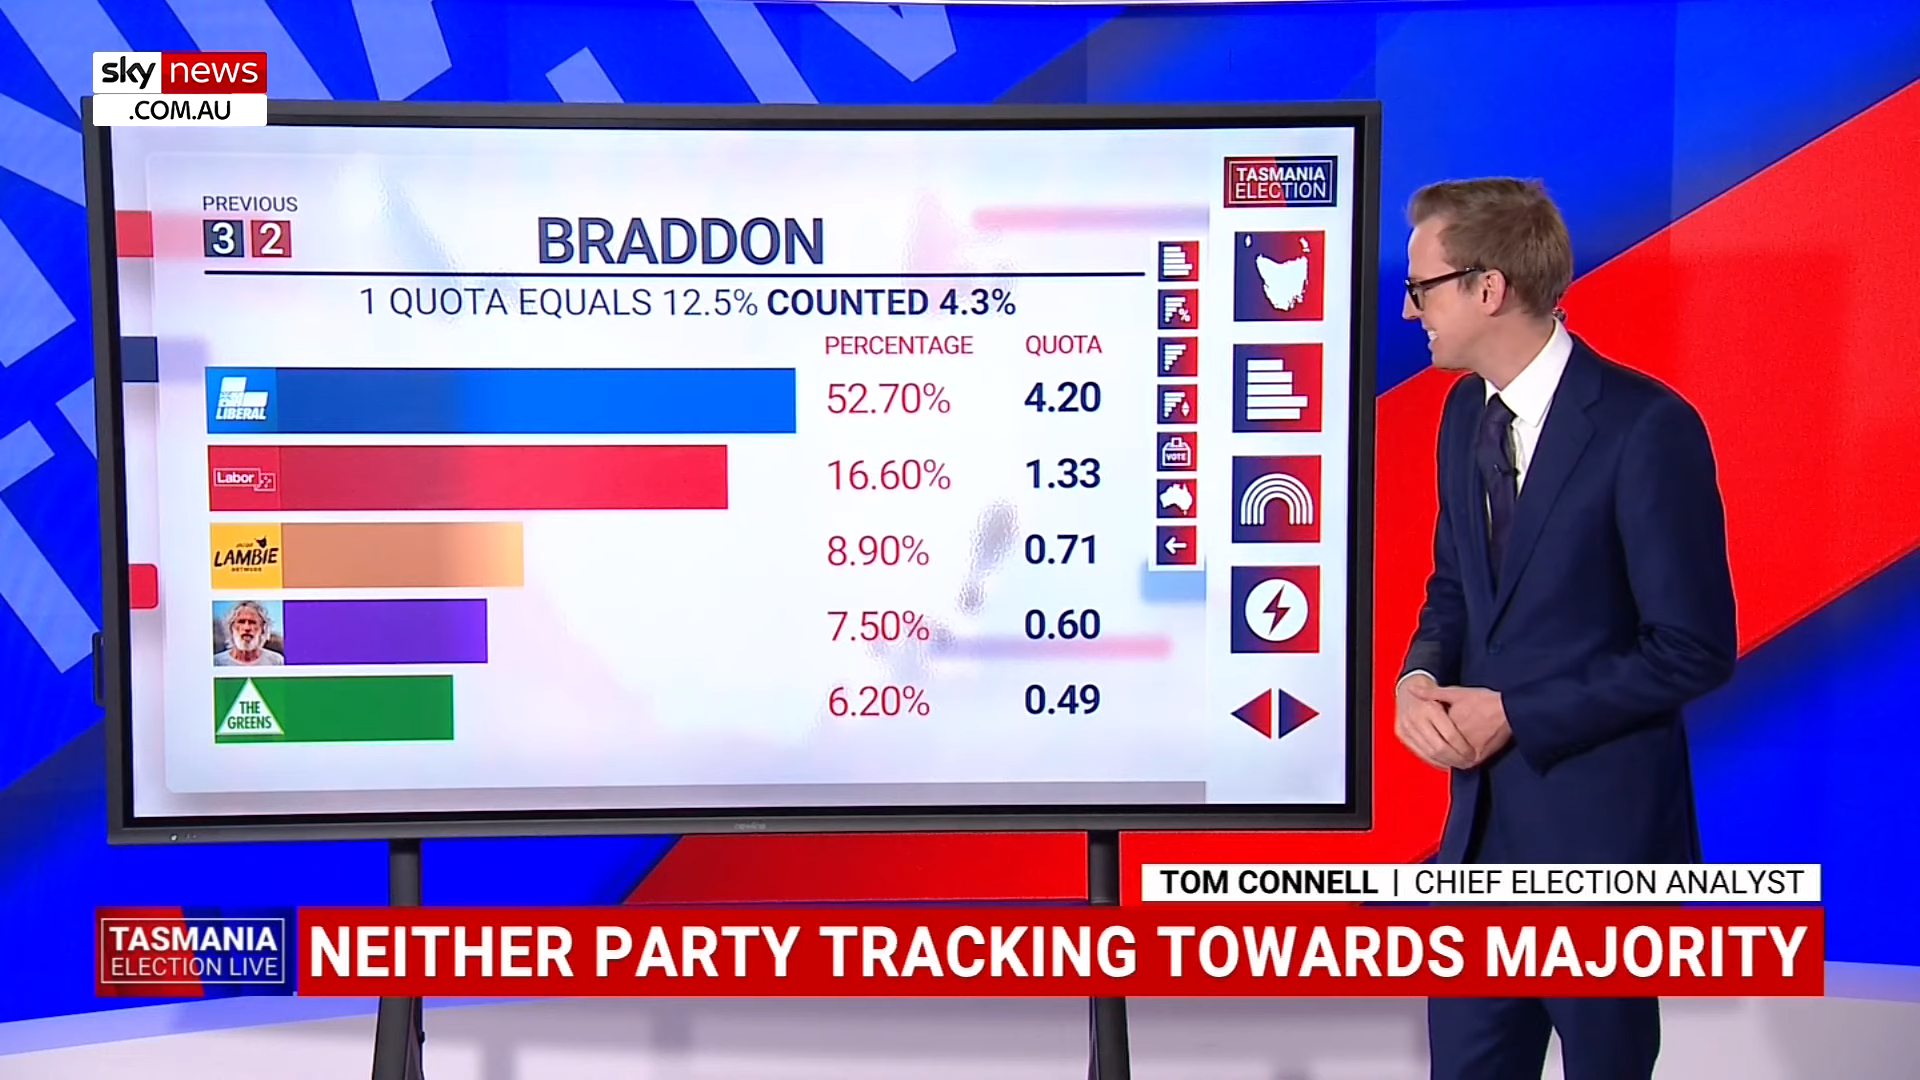 sky news
.COM.AU
TASMANIA
ELECTION
PREVIOUS
3 2
BRADDON
1 QUOTA EQUALS 12.5% COUNTED 4.3%
PERCENTAGE QUOTA
LIBERAL 52.70% 4.20
Labor 16.60% 1.33
JACQUI
LAMBIE
NETWORK
8.90% 0.71
7.50% 0.60
THE
GREENS
6.20% 0.49
%
VOTE
TOM CONNELL | CHIEF ELECTION ANALYST
TASMANIA
ELECTION LIVE
NEITHER PARTY TRACKING TOWARDS MAJORITY